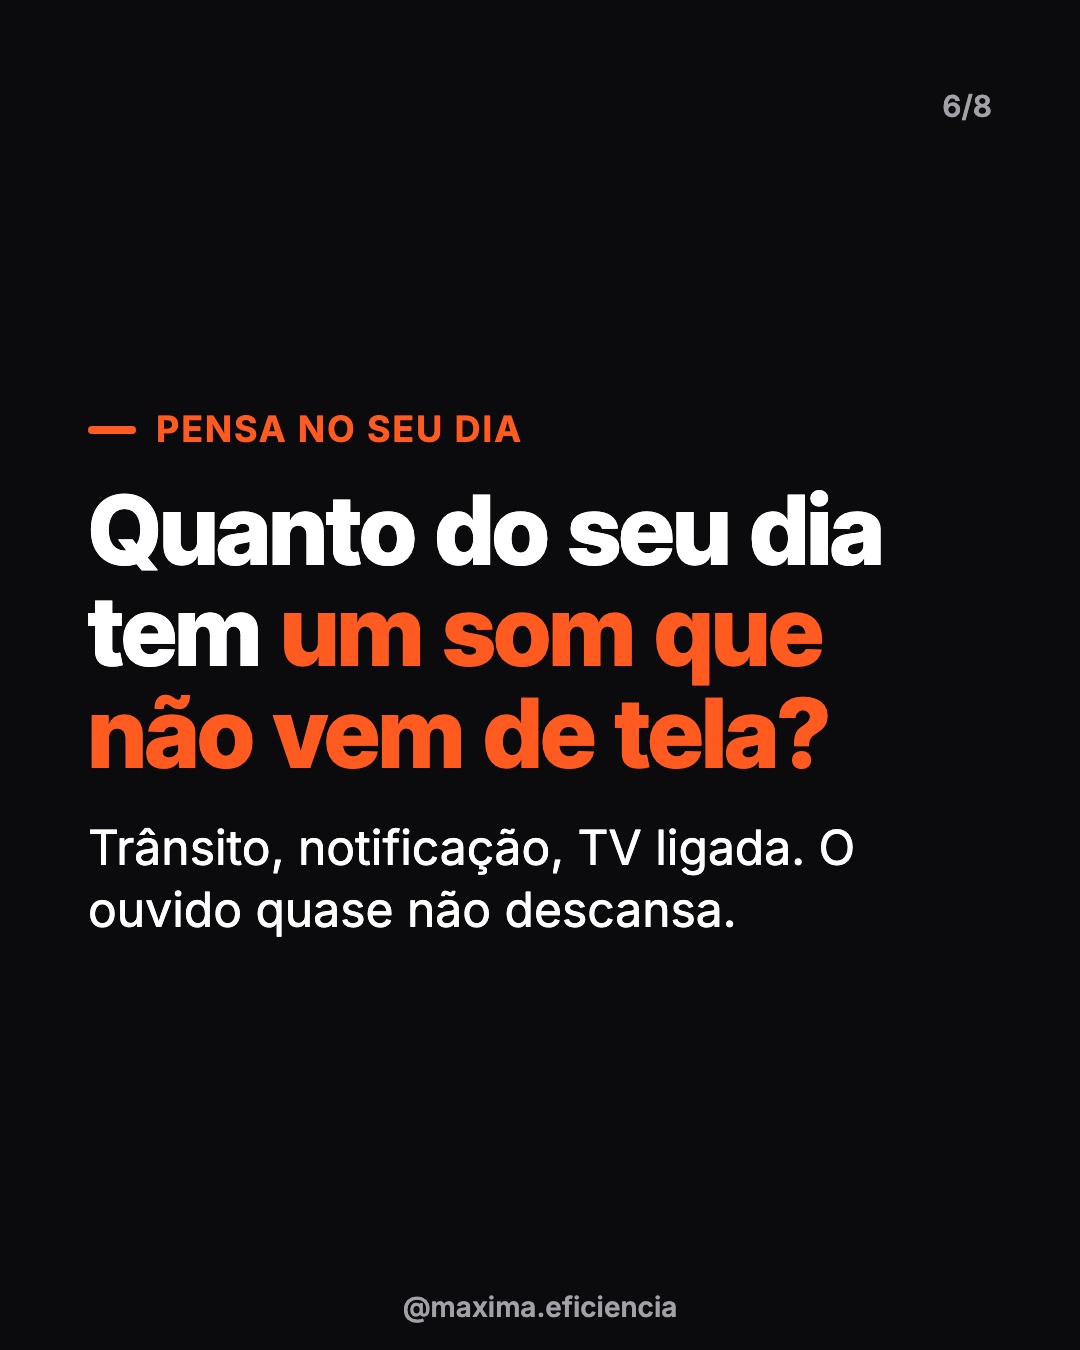 6/8
PENSA NO SEU DIA
Quanto do seu dia
tem um som que
não vem de tela?
Trânsito, notificação, TV ligada. O
ouvido quase não descansa.
@maxima.eficiencia